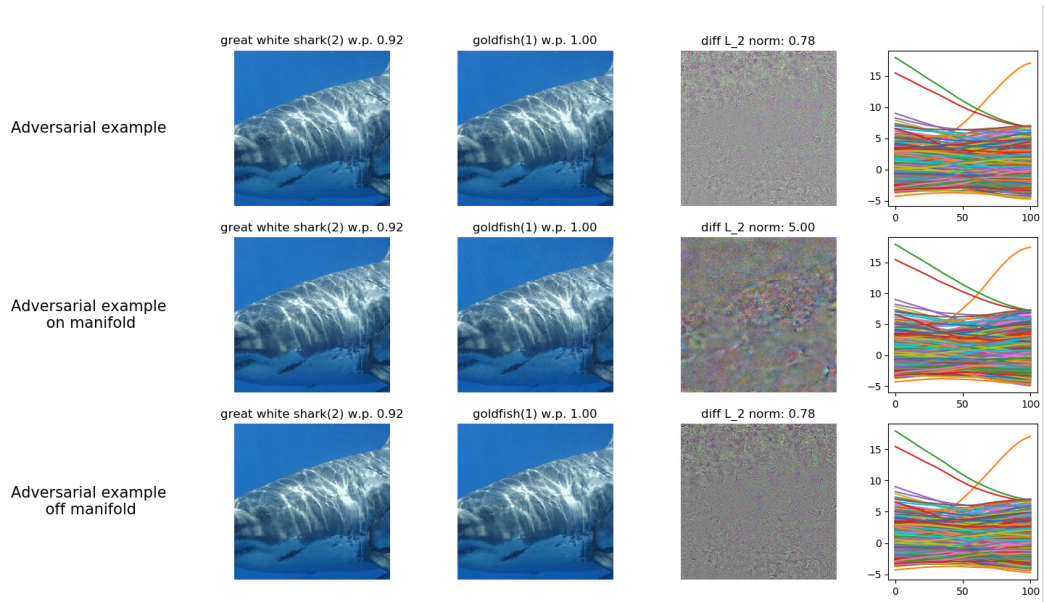 great white shark(2) w.p. 0.92
goldfish(1) w.p. 1.00
diff L_2 norm: 0.78
Adversarial example
15
10
5
0
−5
0
50
100
great white shark(2) w.p. 0.92
goldfish(1) w.p. 1.00
diff L_2 norm: 5.00
Adversarial example
on manifold
15
10
5
0
−5
0
50
100
great white shark(2) w.p. 0.92
goldfish(1) w.p. 1.00
diff L_2 norm: 0.78
Adversarial example
off manifold
15
10
5
0
−5
0
50
100